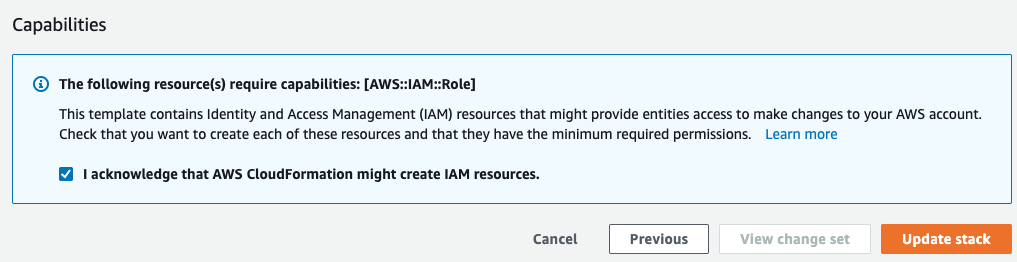 Capabilities
The following resource(s) require capabilities: [AWS::IAM::Role]
This template contains Identity and Access Management (IAM) resources that might provide entities access to make changes to your AWS account.
Check that you want to create each of these resources and that they have the minimum required permissions. Learn more
I acknowledge that AWS CloudFormation might create IAM resources.
Cancel Previous View change set Update stack